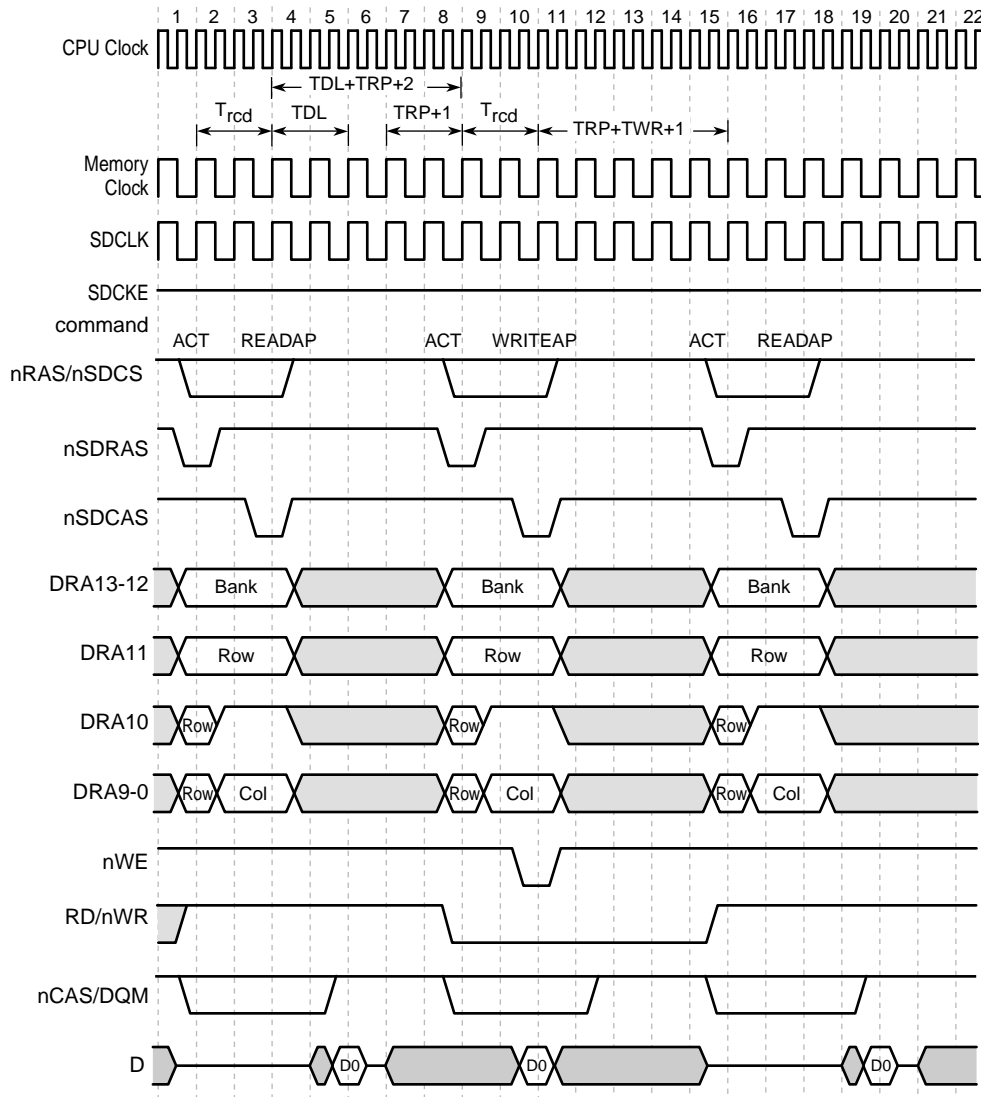 1 2 3 4 5 6 7 8 9 10 11 12 13 14 15 16 17 18 19 20 21 22
CPU Clock
TDL+TRP+2
Trcd TDL TRP+1 Trcd TRP+TWR+1
Memory
Clock
SDCLK
SDCKE
command
ACT READAP ACT WRITEAP ACT READAP
nRAS/nSDCS
nSDRAS
nSDCAS
DRA13-12 Bank Bank Bank
DRA11 Row Row Row
DRA10 Row Row Row
DRA9-0 Row Col Row Col Row Col
nWE
RD/nWR
nCAS/DQM
D D0 D0 D0